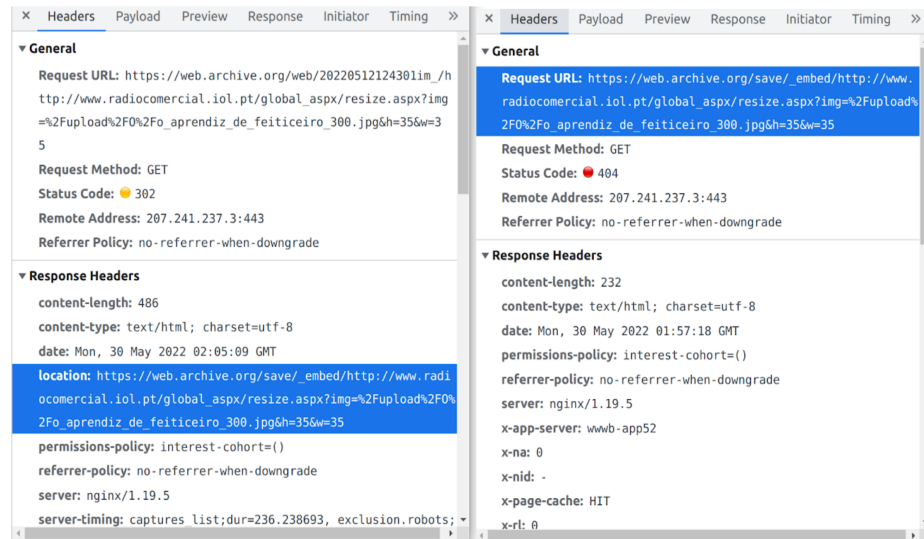 × Headers Payload Preview Response Initiator Timing »
▼ General
Request URL: https://web.archive.org/web/20220512124301im_/h
ttp://www.radiocomercial.iol.pt/global_aspx/resize.aspx?img
=%2Fupload%2FO%2Fo_aprendiz_de_feiticeiro_300.jpg&h=35&w=3
5
Request Method: GET
Status Code: 302
Remote Address: 207.241.237.3:443
Referrer Policy: no-referrer-when-downgrade
▼ Response Headers
content-length: 486
content-type: text/html; charset=utf-8
date: Mon, 30 May 2022 02:05:09 GMT
location: https://web.archive.org/save/_embed/http://www.radi
ocomercial.iol.pt/global_aspx/resize.aspx?img=%2Fupload%2FO%
2Fo_aprendiz_de_feiticeiro_300.jpg&h=35&w=35
permissions-policy: interest-cohort=()
referrer-policy: no-referrer-when-downgrade
server: nginx/1.19.5
server-timing: captures_list;dur=236.238693, exclusion.robots;
× Headers Payload Preview Response Initiator Timing »
▼ General
Request URL: https://web.archive.org/save/_embed/http://www.
radiocomercial.iol.pt/global_aspx/resize.aspx?img=%2Fupload%
2FO%2Fo_aprendiz_de_feiticeiro_300.jpg&h=35&w=35
Request Method: GET
Status Code: 404
Remote Address: 207.241.237.3:443
Referrer Policy: no-referrer-when-downgrade
▼ Response Headers
content-length: 232
content-type: text/html; charset=utf-8
date: Mon, 30 May 2022 01:57:18 GMT
permissions-policy: interest-cohort=()
referrer-policy: no-referrer-when-downgrade
server: nginx/1.19.5
x-app-server: wwwb-app52
x-na: 0
x-nid: -
x-page-cache: HIT
x-rl: 0